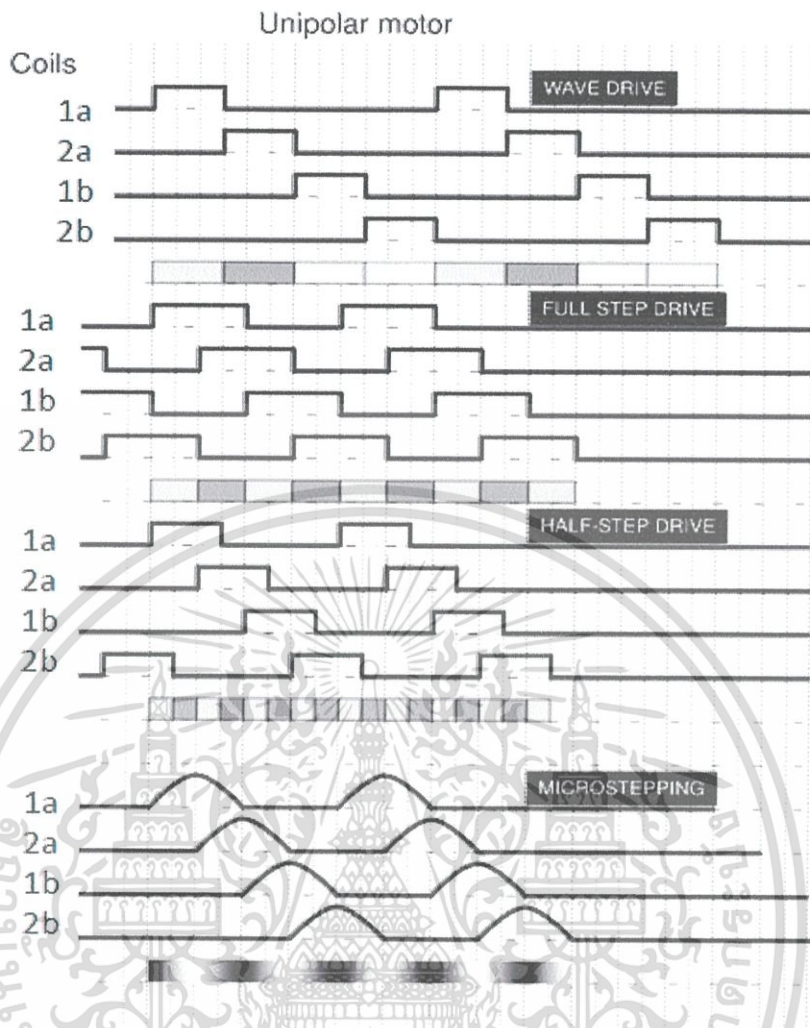 Unipolar motor
Coils
1a
WAVE DRIVE
2a
1b
2b
1a
FULL STEP DRIVE
2a
1b
2b
1a
HALF-STEP DRIVE
2a
1b
2b
1a
MICROSTEPPING
2a
1b
2b